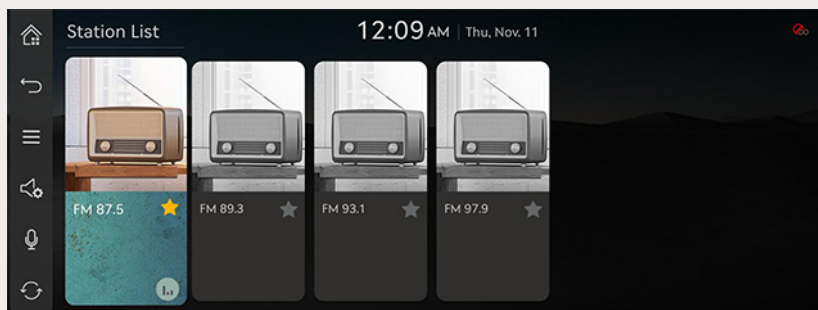 Station List
12:09 AM Thu, Nov. 11
FM 87.5
FM 89.3
FM 93.1
FM 97.9